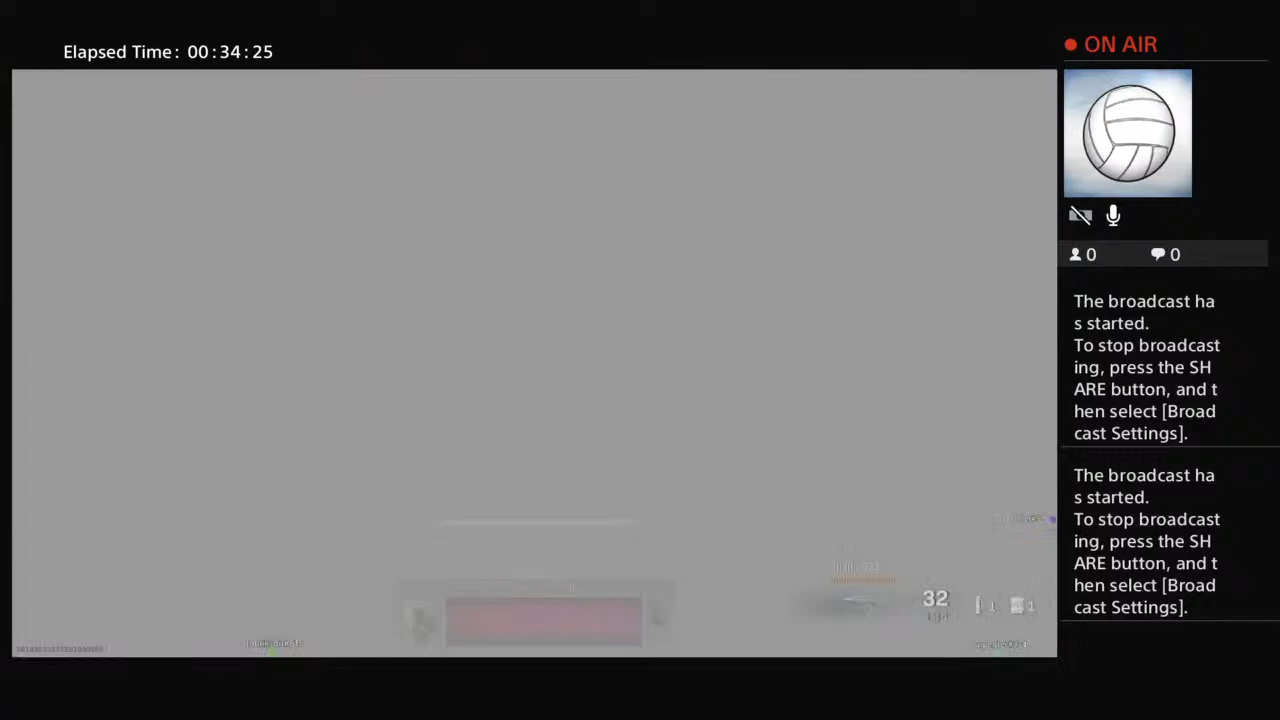 Elapsed Time: 00:34:25
ON AIR
0
0
The broadcast ha
s started.
To stop broadcast
ing, press the SH
ARE button, and t
hen select [Broad
cast Settings].
The broadcast ha
s started.
To stop broadcast
ing, press the SH
ARE button, and t
hen select [Broad
cast Settings].
32
1
1